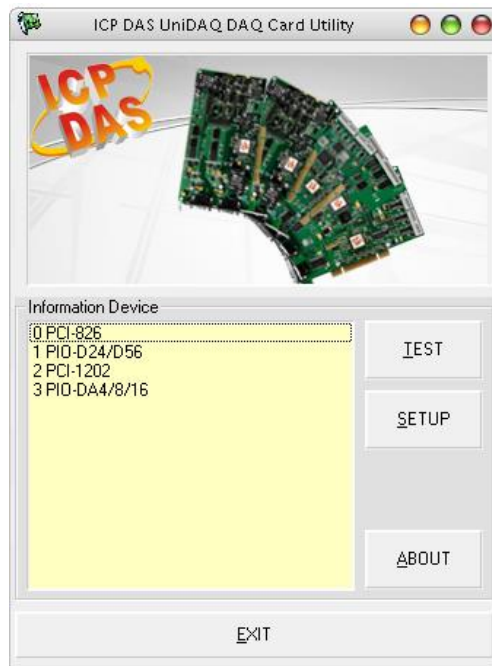 ICP DAS UniDAQ DAQ Card Utility
ICP
DAS
Information Device
0 PCI-826
1 PIO-D24/D56
2 PCI-1202
3 PIO-DA4/8/16
TEST
SETUP
ABOUT
EXIT